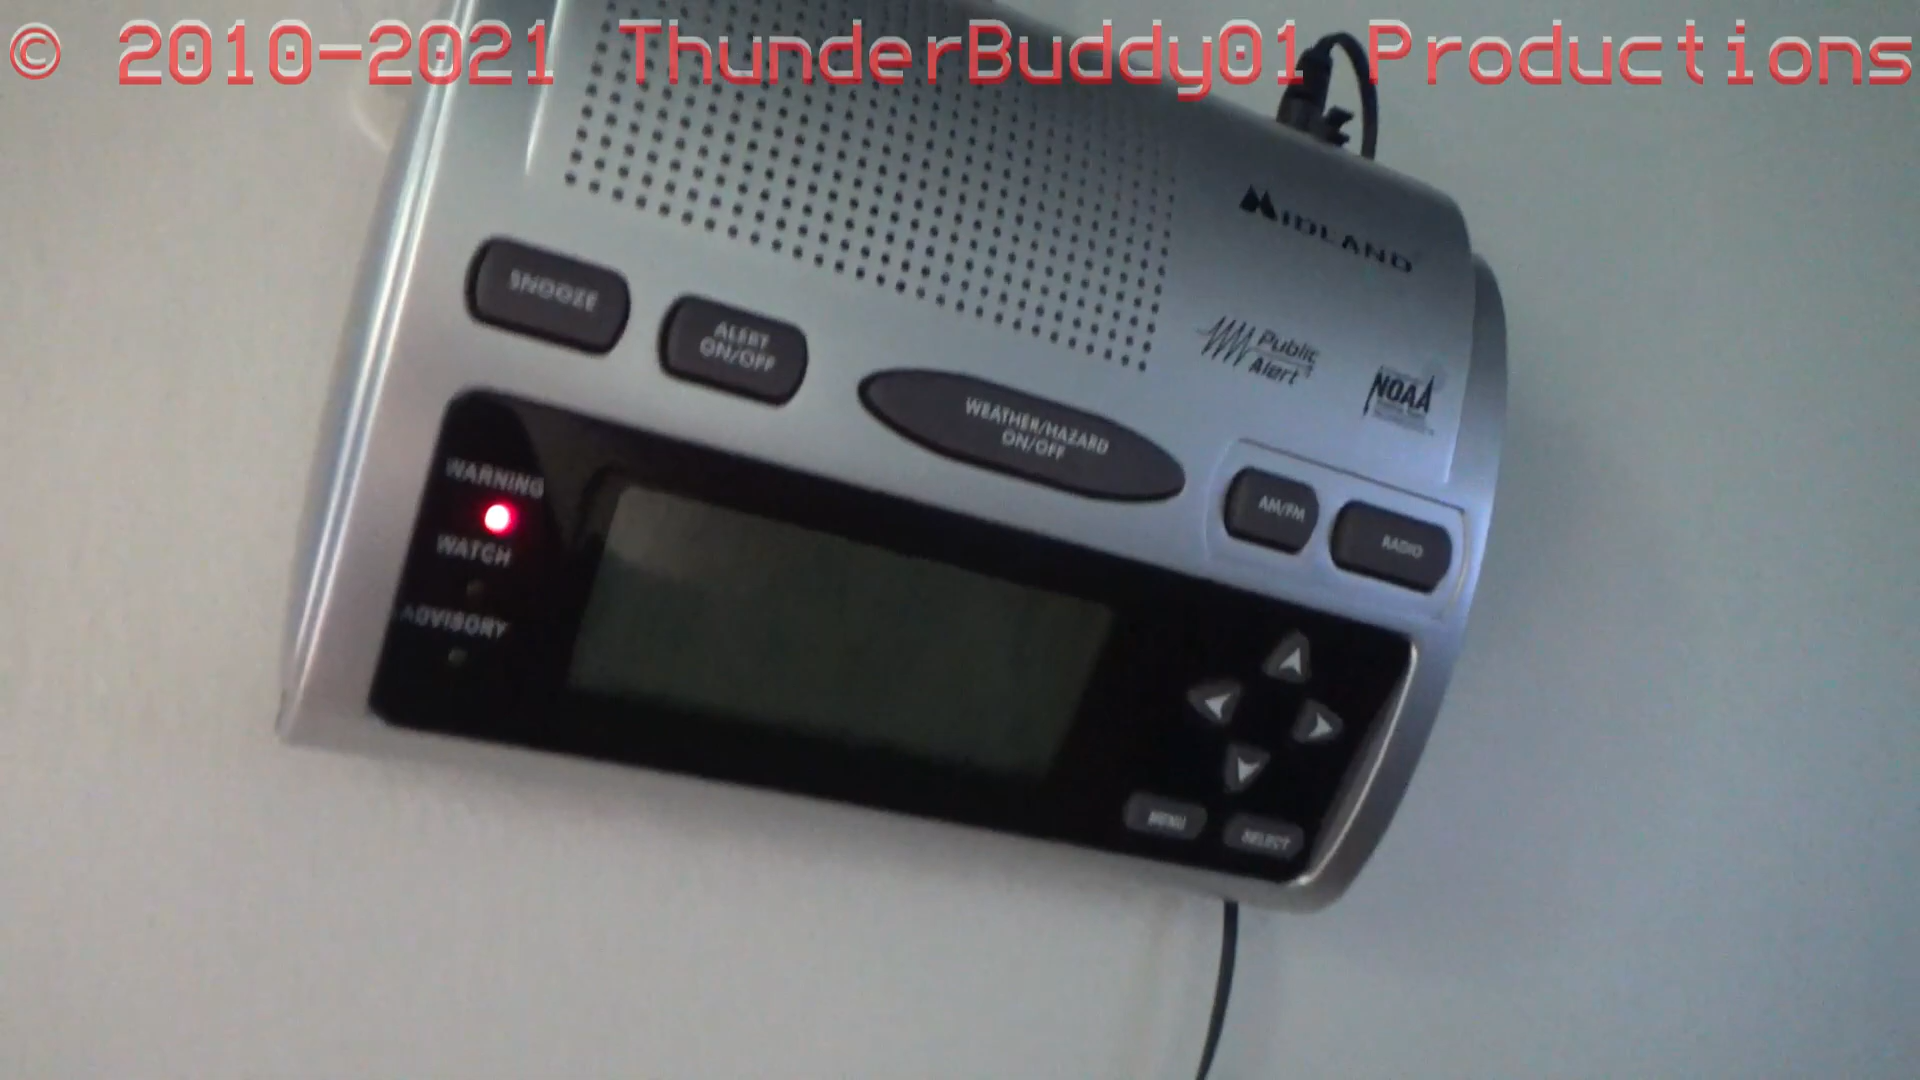 © 2010-2021 ThunderBuddy01 Productions
MIDLAND
SNOOZE
ALERT
ON/OFF
Public
Alert
NOAA
WEATHER/HAZARD
ON/OFF
AM/FM
RADIO
WARNING
WATCH
ADVISORY
MENU
SELECT